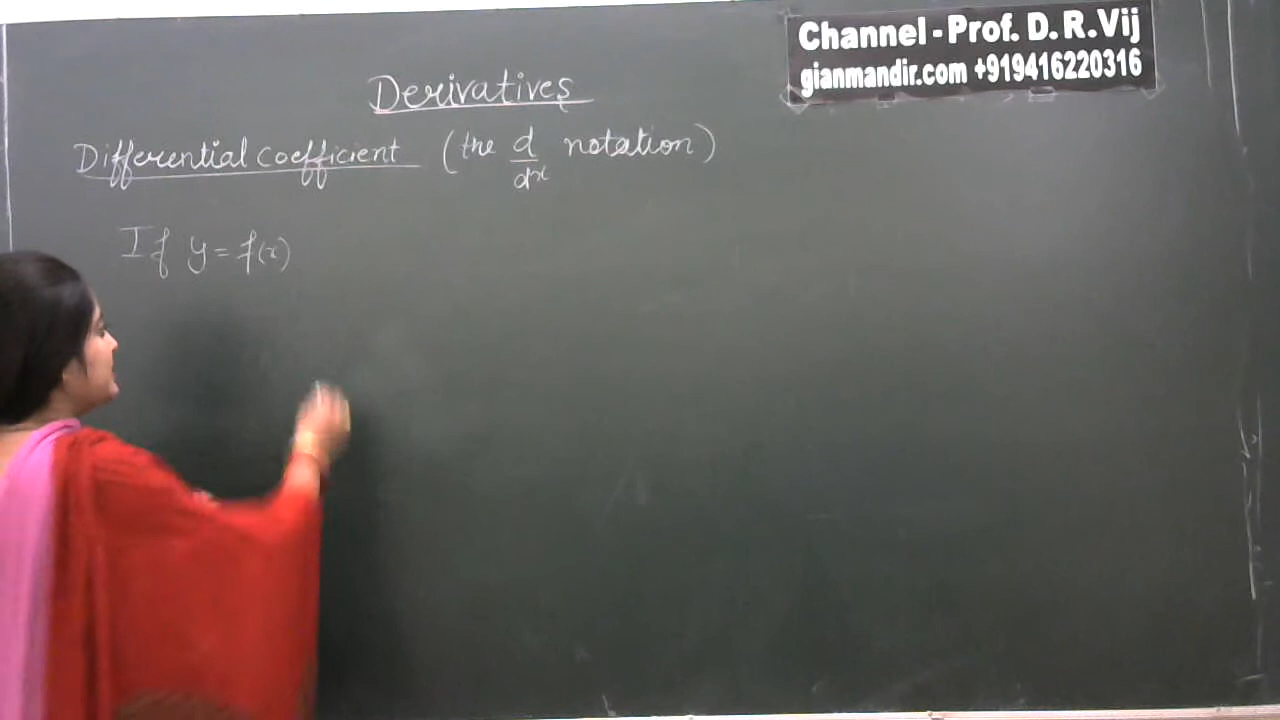 Channel - Prof. D. R. Vij
gianmandir.com +919416220316
Derivatives
Differential coefficient (the d/dx notation)
If y = f(x)